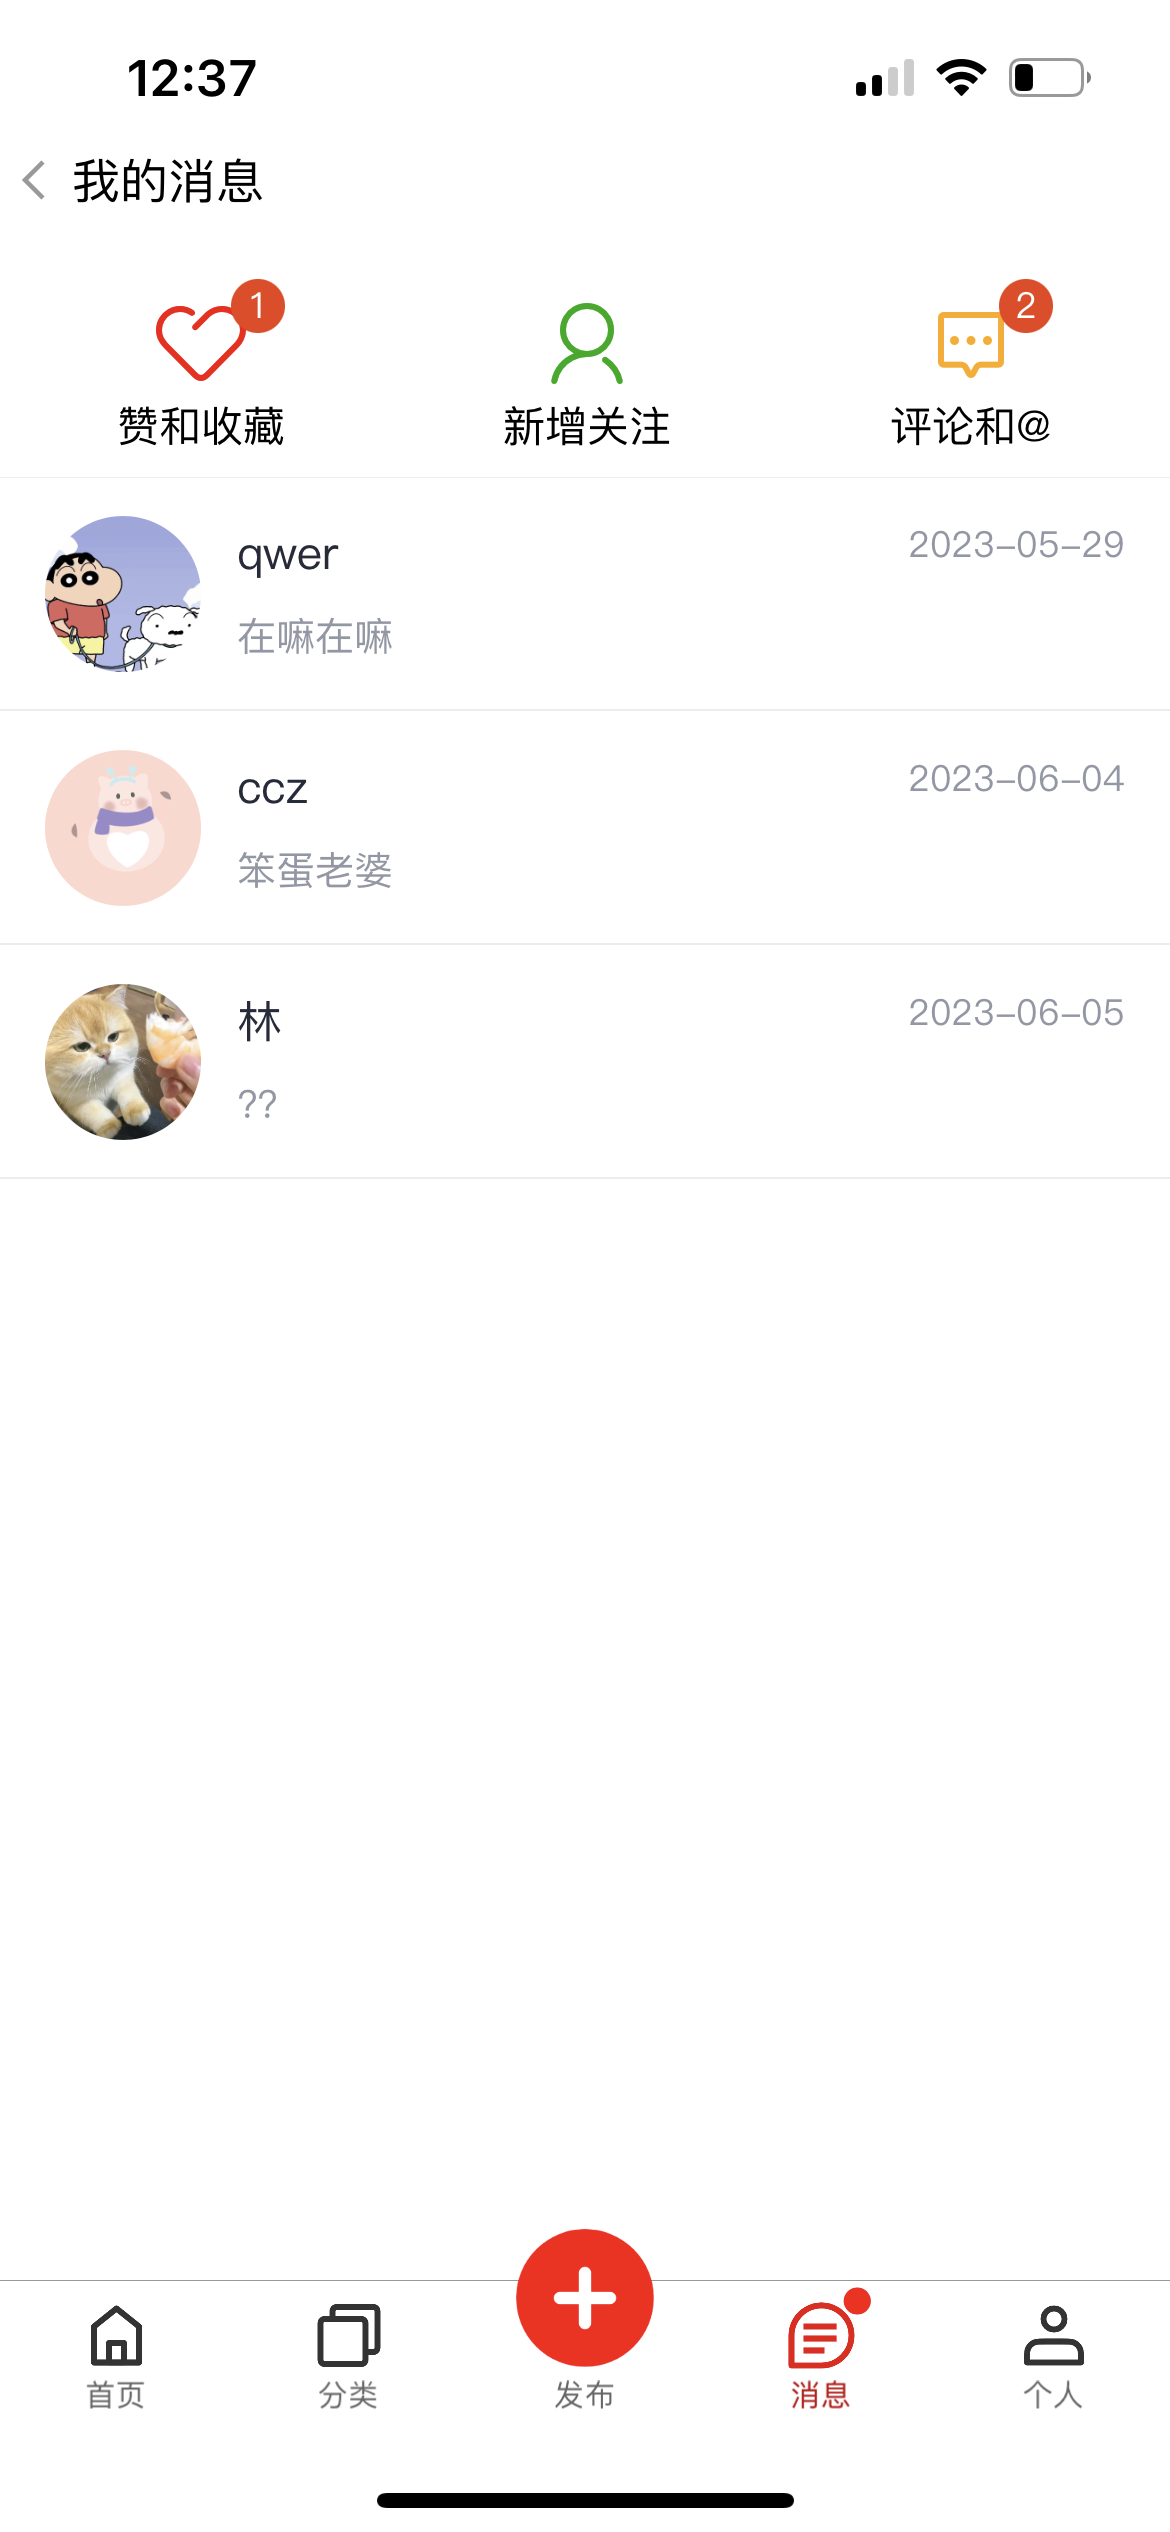 12:37
我的消息
1
2
赞和收藏
新增关注
评论和@
qwer
2023-05-29
在嘛在嘛
ccz
2023-06-04
笨蛋老婆
林
2023-06-05
??
首页
分类
发布
消息
个人